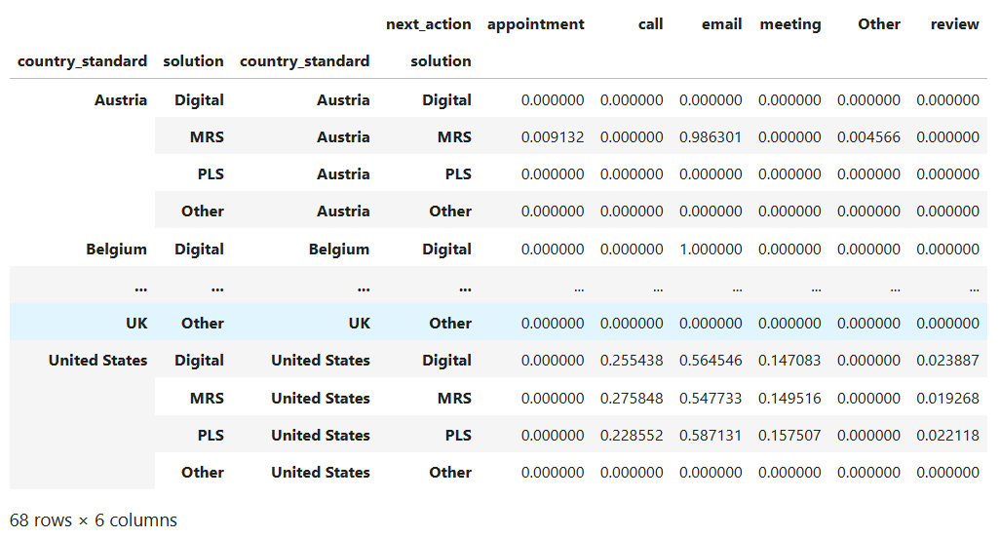 next_action appointment call email meeting Other review
country_standard solution country_standard solution
Austria Digital Austria Digital 0.000000 0.000000 0.000000 0.000000 0.000000 0.000000
MRS Austria MRS 0.009132 0.000000 0.986301 0.000000 0.004566 0.000000
PLS Austria PLS 0.000000 0.000000 0.000000 0.000000 0.000000 0.000000
Other Austria Other 0.000000 0.000000 0.000000 0.000000 0.000000 0.000000
Belgium Digital Belgium Digital 0.000000 0.000000 1.000000 0.000000 0.000000 0.000000
... ... ... ... ... ... ... ... ... ...
UK Other UK Other 0.000000 0.000000 0.000000 0.000000 0.000000 0.000000
United States Digital United States Digital 0.000000 0.255438 0.564546 0.147083 0.000000 0.023887
MRS United States MRS 0.000000 0.275848 0.547733 0.149516 0.000000 0.019268
PLS United States PLS 0.000000 0.228552 0.587131 0.157507 0.000000 0.022118
Other United States Other 0.000000 0.000000 0.000000 0.000000 0.000000 0.000000
68 rows × 6 columns